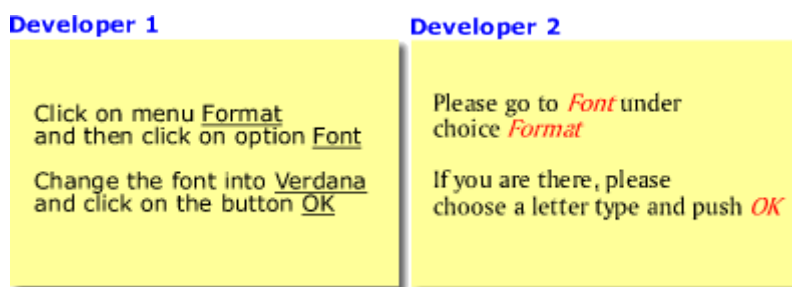 Developer 1
Click on menu Format
and then click on option Font
Change the font into Verdana
and click on the button OK
Developer 2
Please go to Font under
choice Format
If you are there, please
choose a letter type and push OK